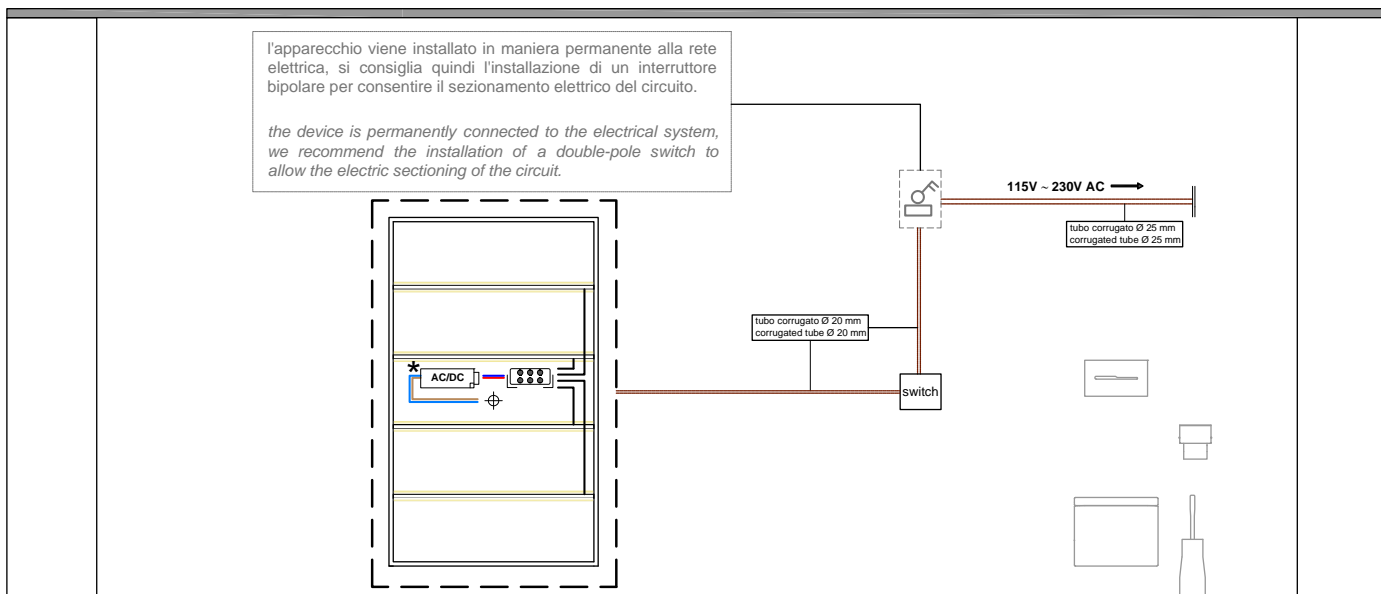 l'apparecchio viene installato in maniera permanente alla rete
elettrica, si consiglia quindi l'installazione di un interruttore
bipolare per consentire il sezionamento elettrico del circuito.
the device is permanently connected to the electrical system,
we recommend the installation of a double-pole switch to
allow the electric sectioning of the circuit.
115V ~ 230V AC
tubo corrugato Ø 25 mm
corrugated tube Ø 25 mm
tubo corrugato Ø 20 mm
corrugated tube Ø 20 mm
* AC/DC
switch